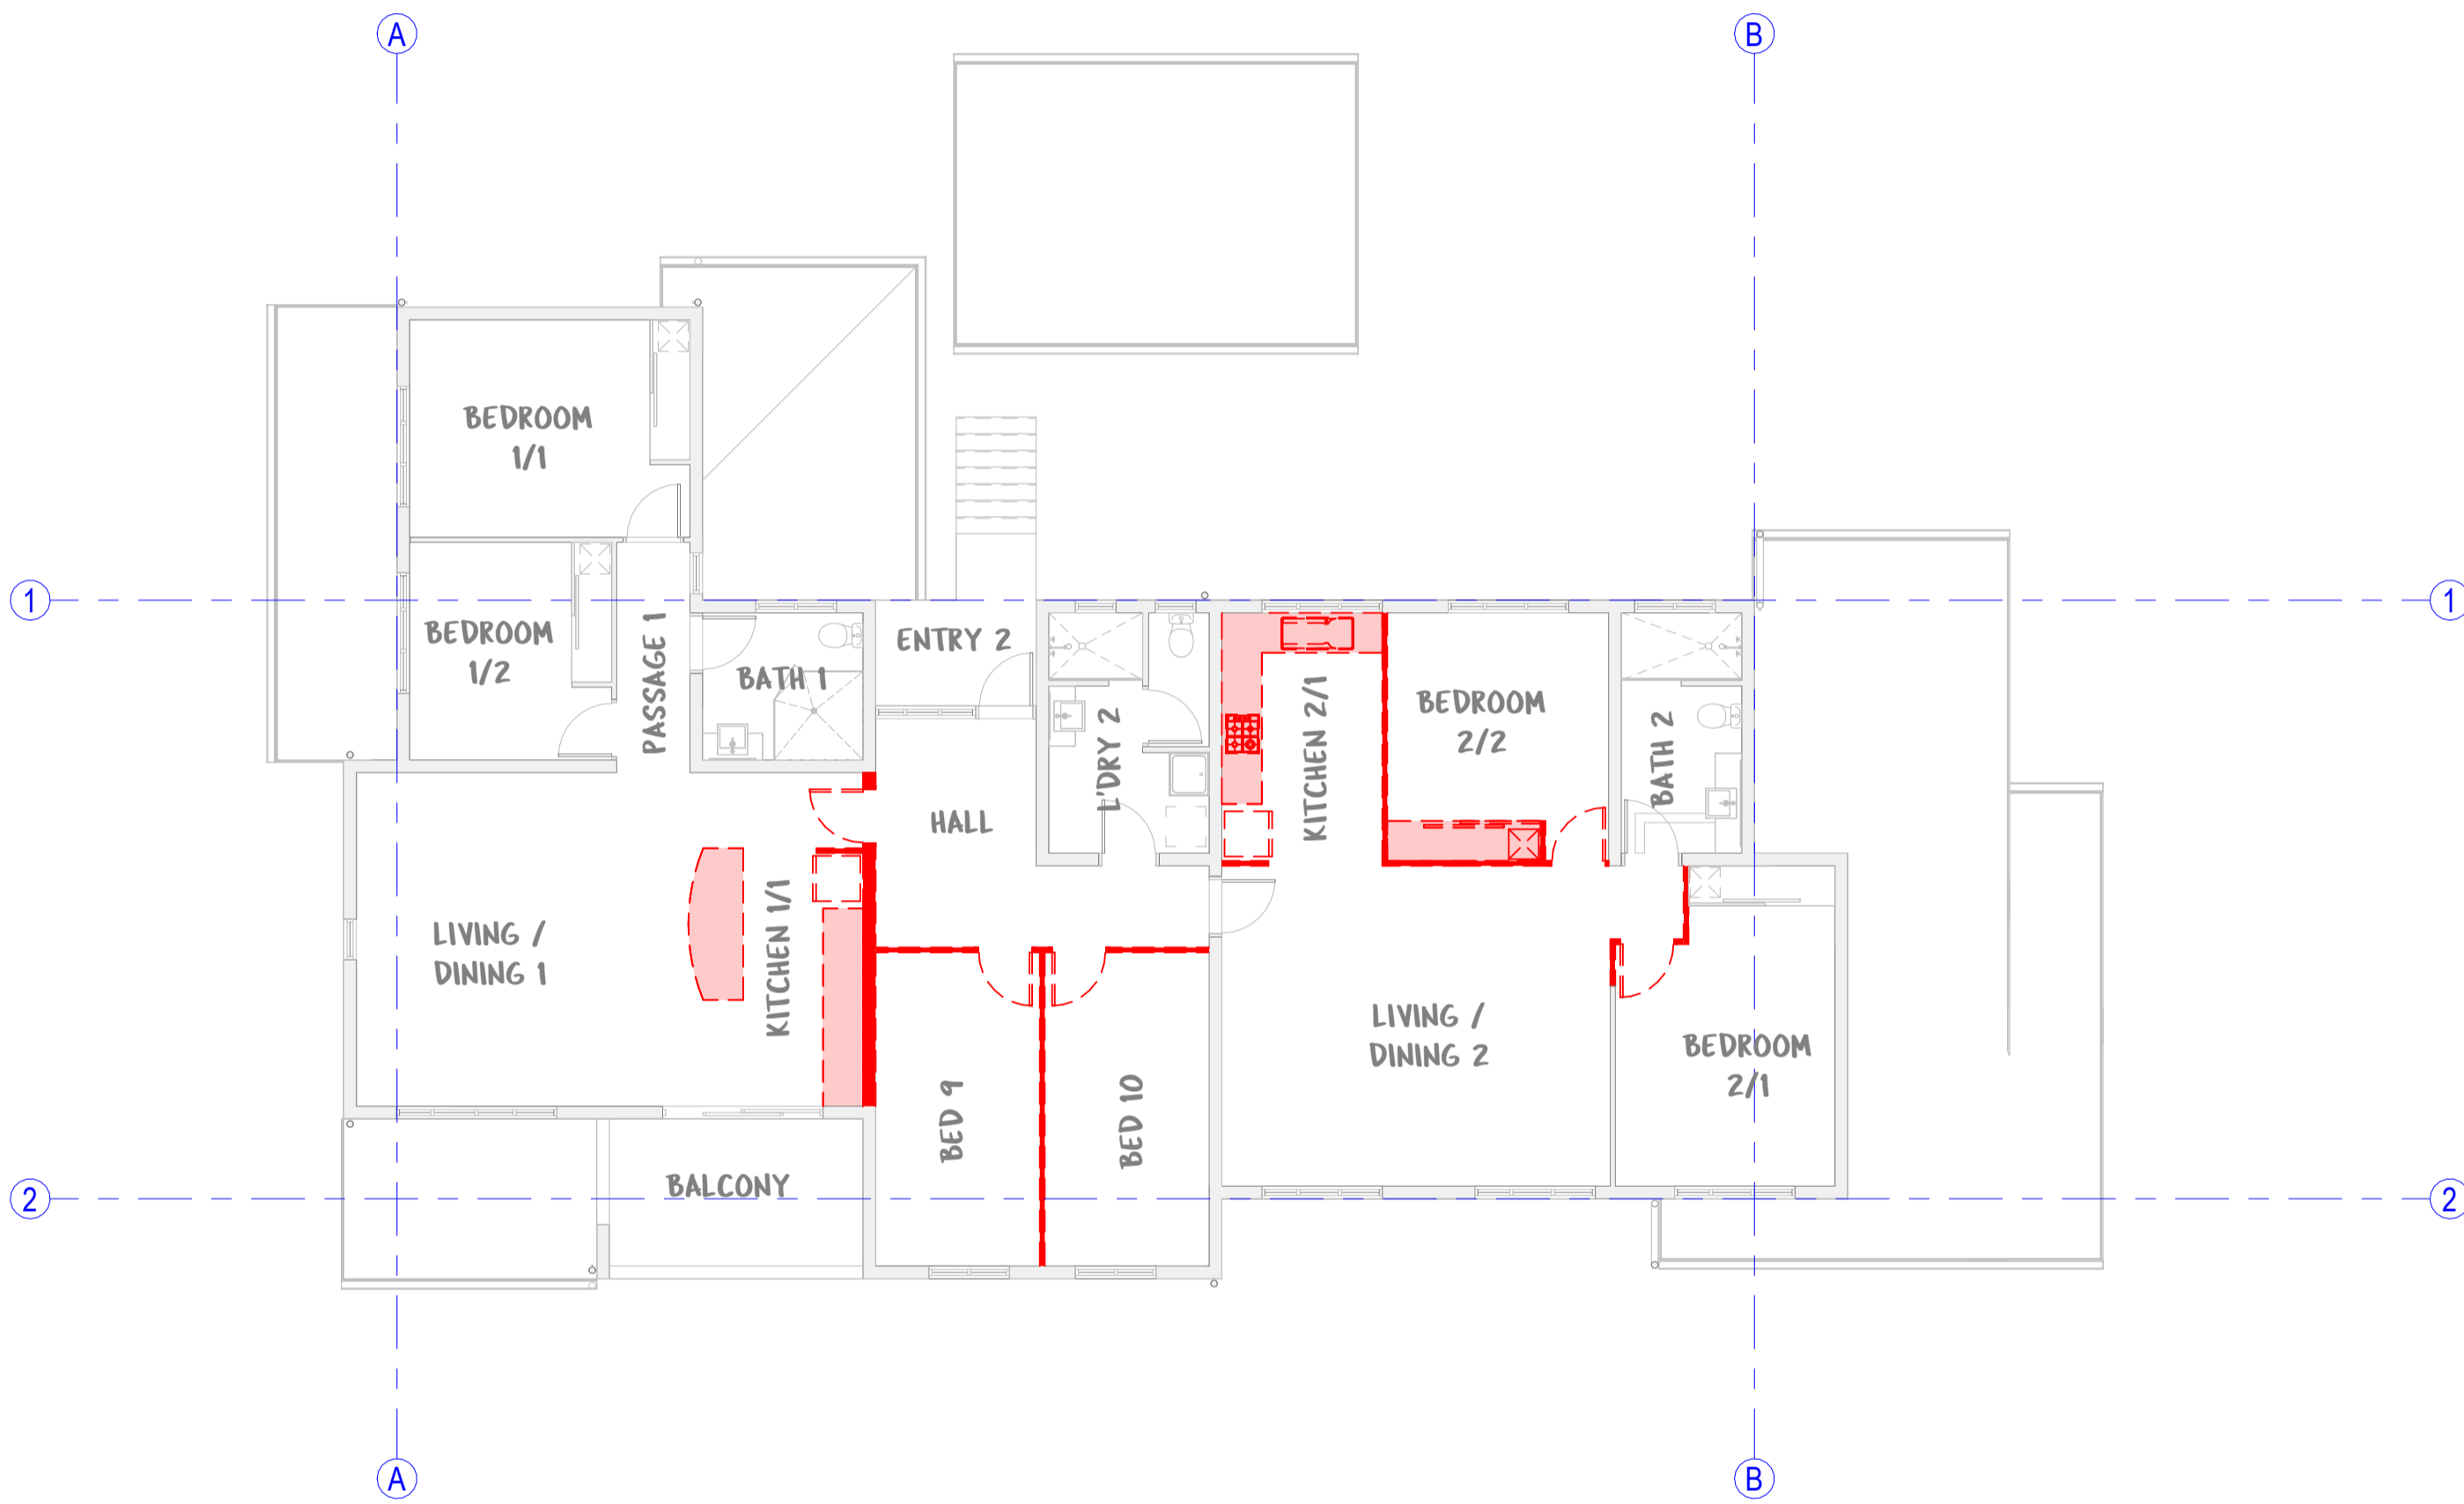 A
B
BEDROOM
1/1
1
1
BEDROOM
1/2
PASSAGE 1
BATH 1
ENTRY 2
L'DRY 2
KITCHEN 2/1
BEDROOM
2/2
BATH 2
HALL
LIVING /
DINING 1
KITCHEN 1/1
LIVING /
DINING 2
BEDROOM
2/1
BED 9
BED 10
BALCONY
2
2
A
B